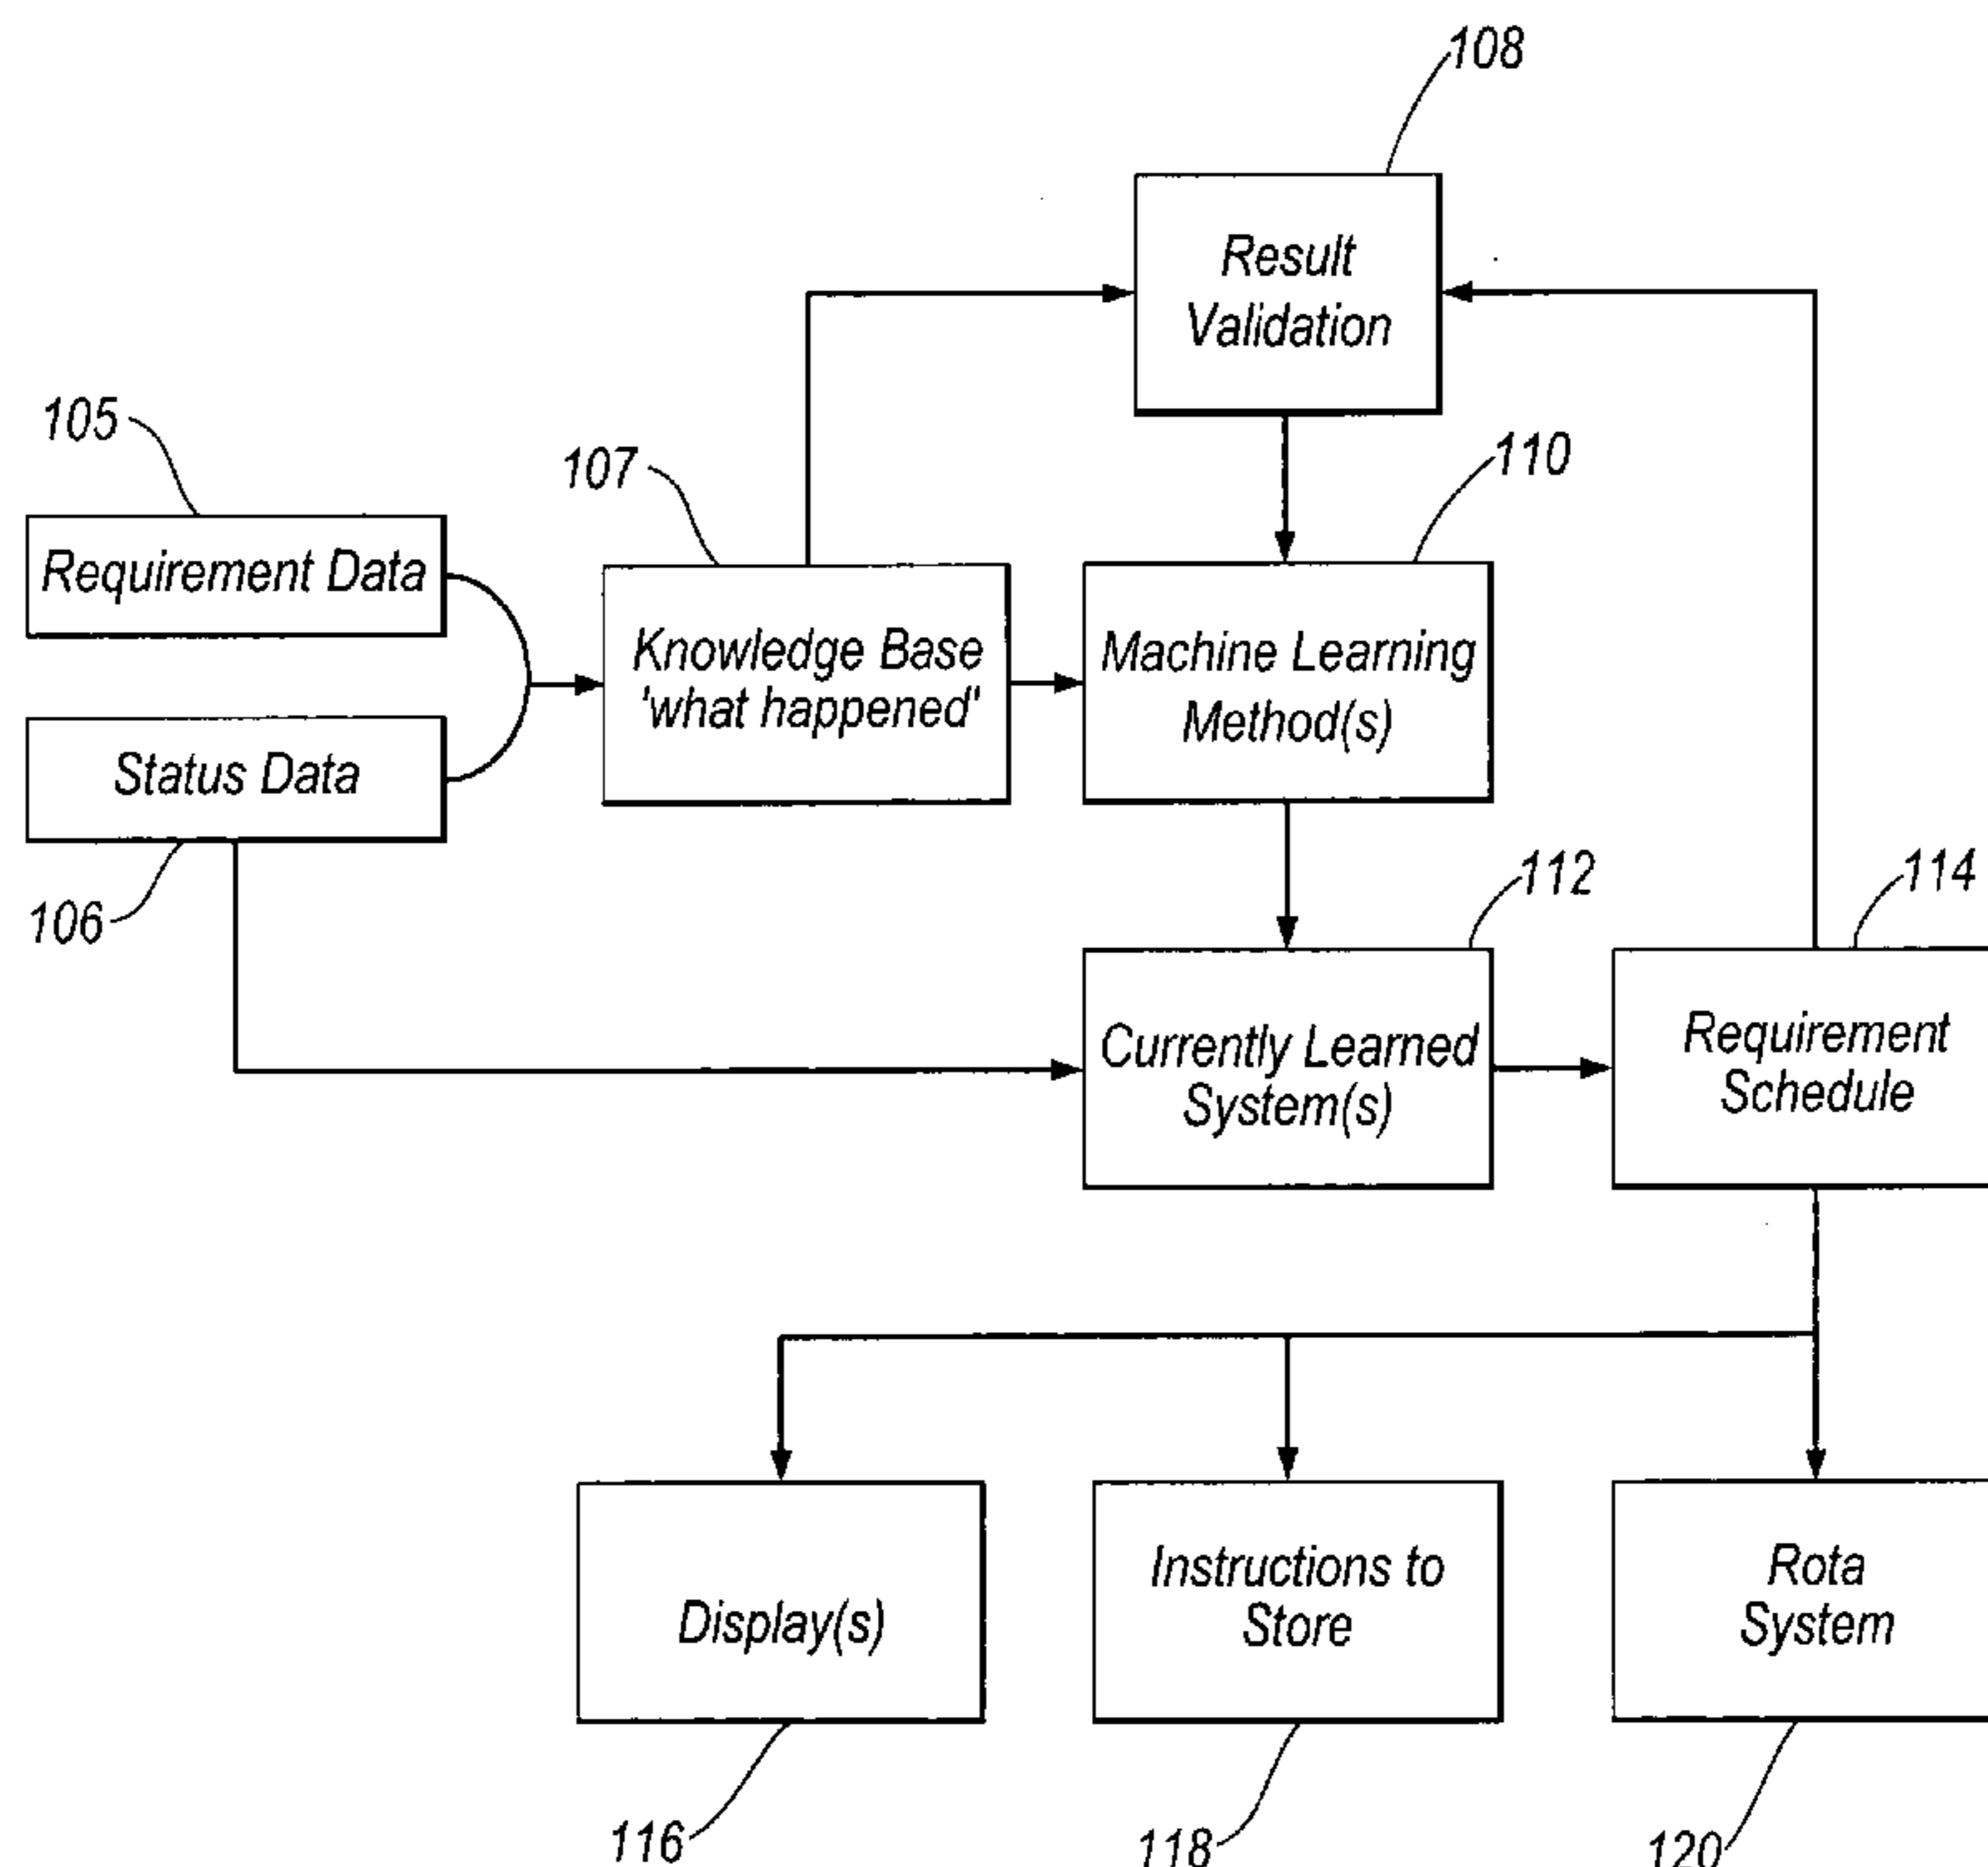 108
Result
Validation
105
107
110
Requirement Data
Knowledge Base
'what happened'
Machine Learning
Method(s)
Status Data
106
112
114
Currently Learned
System(s)
Requirement
Schedule
Display(s)
Instructions to
Store
Rota
System
116
118
120